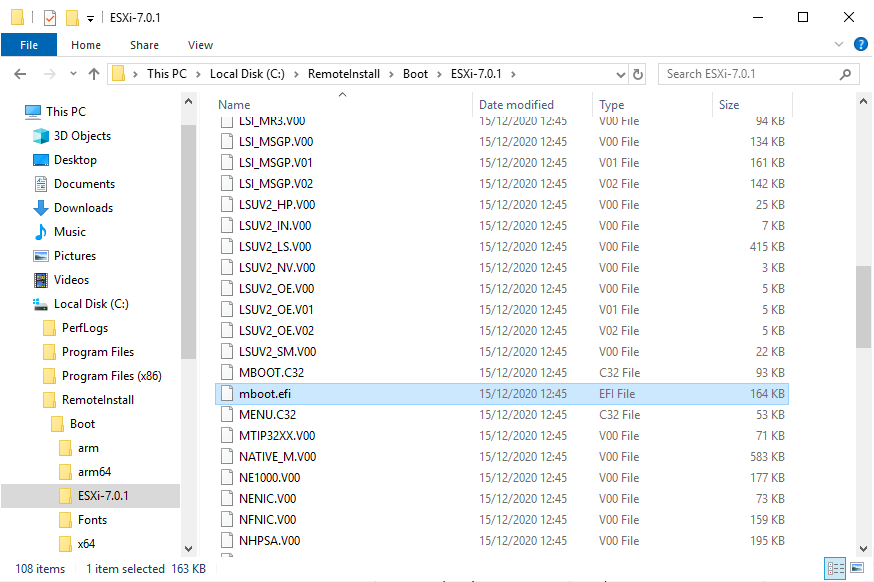 ESXi-7.0.1
File Home Share View
This PC Local Disk (C:) RemoteInstall Boot ESXi-7.0.1 Search ESXi-7.0.1
This PC
3D Objects
Desktop
Documents
Downloads
Music
Pictures
Videos
Local Disk (C:)
PerfLogs
Program Files
Program Files (x86)
RemoteInstall
Boot
arm
arm64
ESXi-7.0.1
Fonts
x64
Name Date modified Type Size
LSI_MR3.V00 15/12/2020 12:45 V00 File 94 KB
LSI_MSGP.V00 15/12/2020 12:45 V00 File 134 KB
LSI_MSGP.V01 15/12/2020 12:45 V01 File 161 KB
LSI_MSGP.V02 15/12/2020 12:45 V02 File 142 KB
LSUV2_HP.V00 15/12/2020 12:45 V00 File 25 KB
LSUV2_IN.V00 15/12/2020 12:45 V00 File 7 KB
LSUV2_LS.V00 15/12/2020 12:45 V00 File 415 KB
LSUV2_NV.V00 15/12/2020 12:45 V00 File 3 KB
LSUV2_OE.V00 15/12/2020 12:45 V00 File 5 KB
LSUV2_OE.V01 15/12/2020 12:45 V01 File 5 KB
LSUV2_OE.V02 15/12/2020 12:45 V02 File 5 KB
LSUV2_SM.V00 15/12/2020 12:45 V00 File 22 KB
MBOOT.C32 15/12/2020 12:45 C32 File 93 KB
mboot.efi 15/12/2020 12:45 EFI File 164 KB
MENU.C32 15/12/2020 12:45 C32 File 53 KB
MTIP32XX.V00 15/12/2020 12:45 V00 File 71 KB
NATIVE_M.V00 15/12/2020 12:45 V00 File 583 KB
NE1000.V00 15/12/2020 12:45 V00 File 177 KB
NENIC.V00 15/12/2020 12:45 V00 File 73 KB
NFNIC.V00 15/12/2020 12:45 V00 File 159 KB
NHPSA.V00 15/12/2020 12:45 V00 File 195 KB
108 items 1 item selected 163 KB